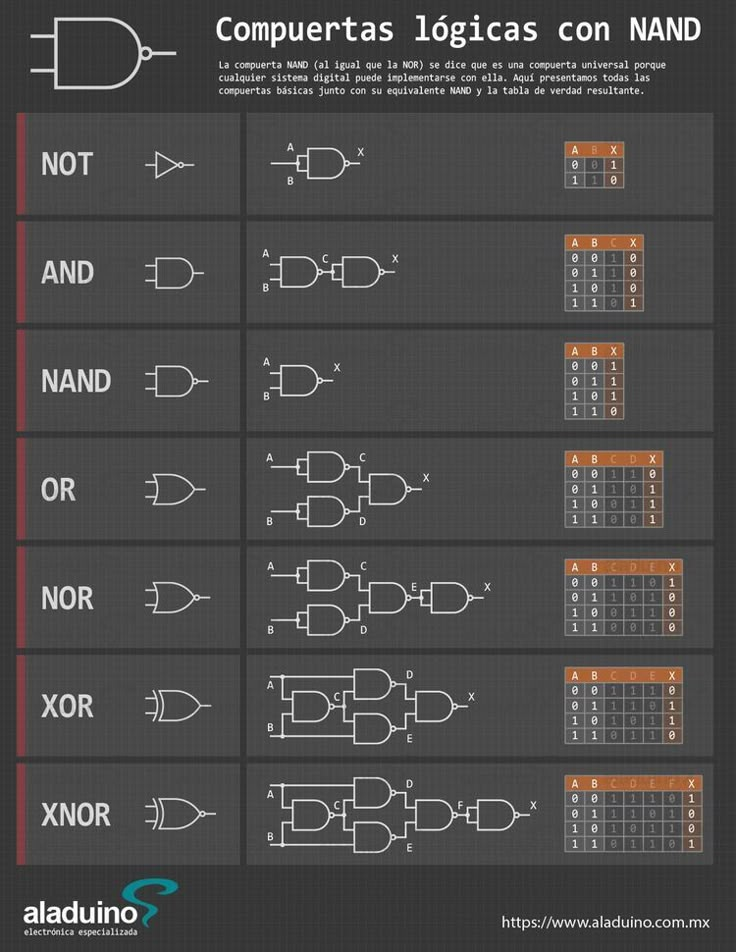 Compuertas lógicas con NAND
La compuerta NAND (al igual que la NOR) se dice que es una compuerta universal porque
cualquier sistema digital puede implementarse con ella. Aquí presentamos todas las
compuertas básicas junto con su equivalente NAND y la tabla de verdad resultante.
NOT
A
B
X
A B X
0 0 1
1 1 0
AND
A
B
C
X
A B C X
0 0 1 0
0 1 1 0
1 0 1 0
1 1 0 1
NAND
A
B
X
A B X
0 0 1
0 1 1
1 0 1
1 1 0
OR
A
B
C
D
X
A B C D X
0 0 1 1 0
0 1 1 0 1
1 0 0 1 1
1 1 0 0 1
NOR
A
B
C
D
E
X
A B C D E X
0 0 1 1 0 1
0 1 1 0 1 0
1 0 0 1 1 0
1 1 0 0 1 0
XOR
A
B
C
D
E
X
A B C D E X
0 0 1 1 1 0
0 1 1 1 0 1
1 0 1 0 1 1
1 1 0 1 1 0
XNOR
A
B
C
D
E
F
X
A B C D E F X
0 0 1 1 1 0 1
0 1 1 1 0 1 0
1 0 1 0 1 1 0
1 1 0 1 1 0 1
aladuino
electrónica especializada
https://www.aladuino.com.mx